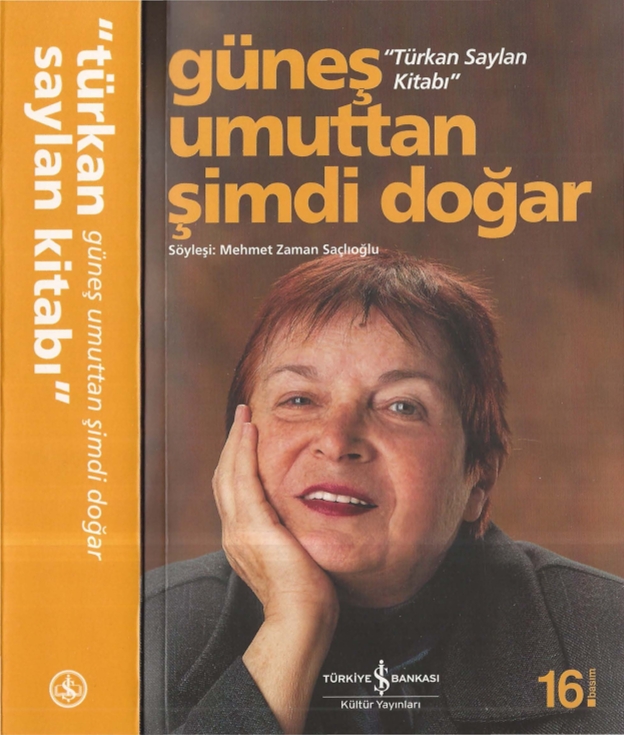 "türkan
saylan kitabı"
güneş umuttan şimdi doğar
güneş
"Türkan Saylan
Kitabı"
umuttan
şimdi doğar
Söyleşi: Mehmet Zaman Saçlıoğlu
TÜRKİYE İŞ BANKASI
Kültür Yayınları
16.
basım